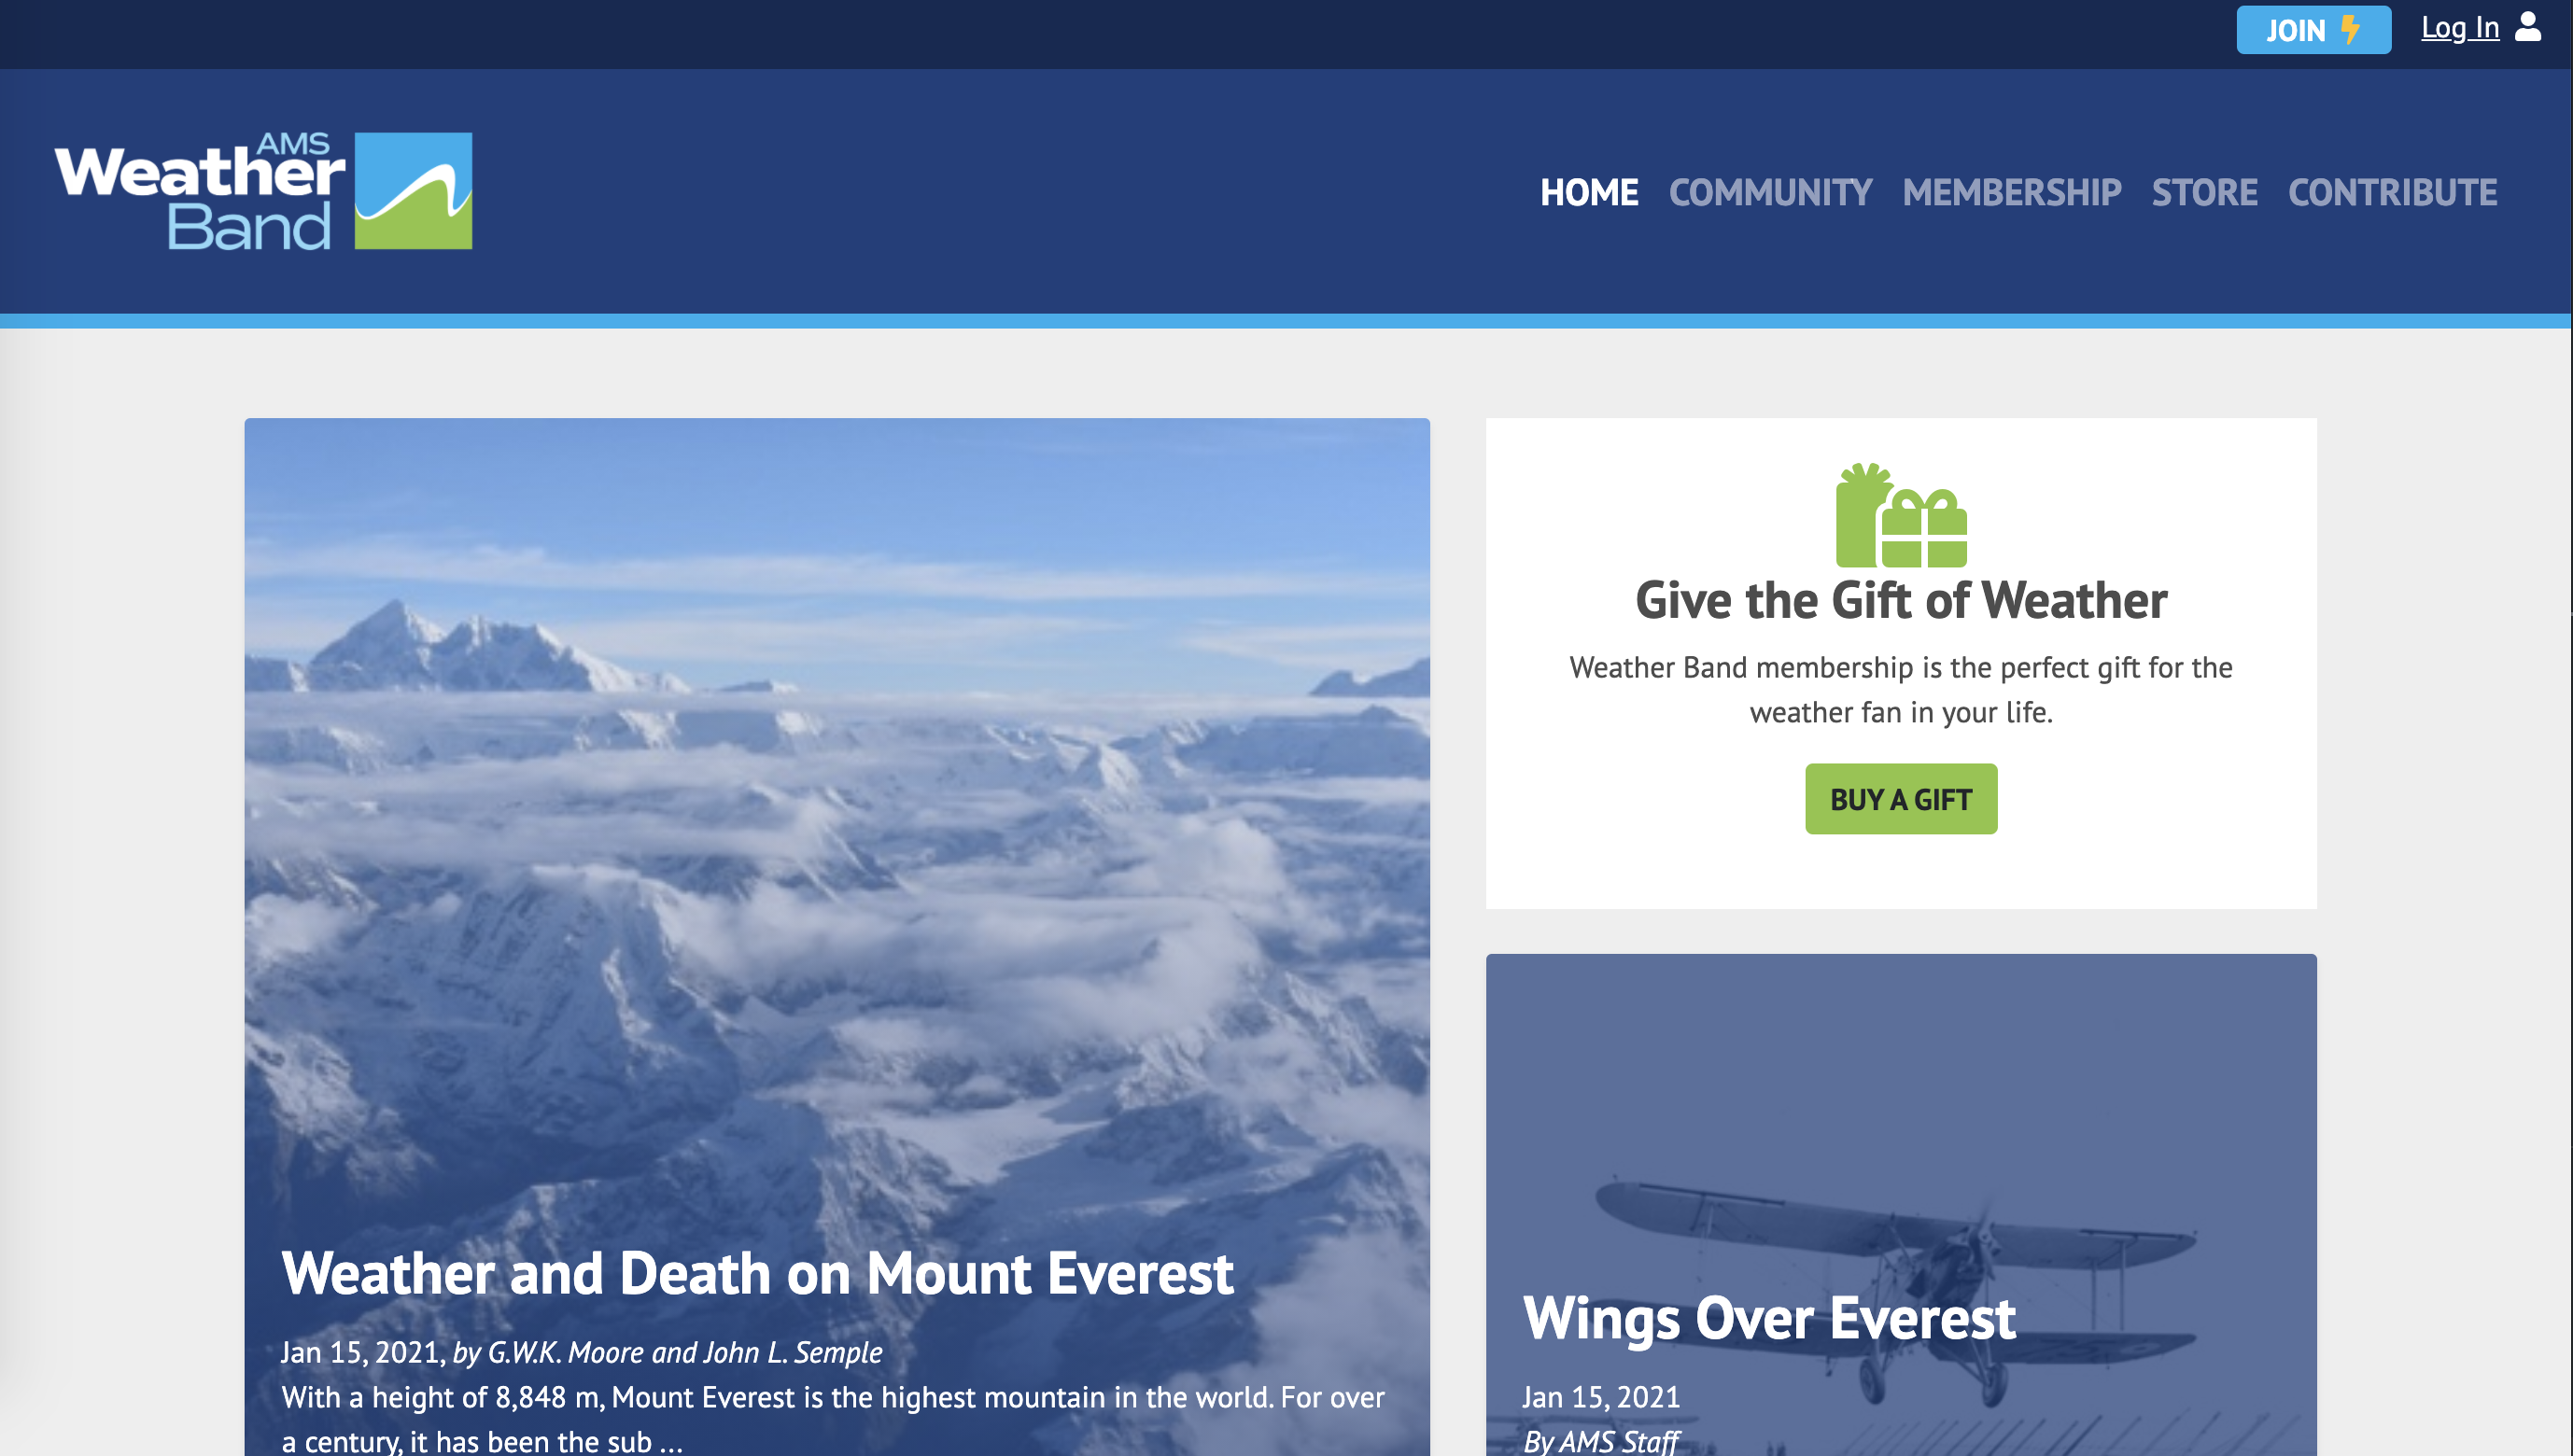 JOIN
Log In
AMS
Weather
Band
HOME COMMUNITY MEMBERSHIP STORE CONTRIBUTE
Give the Gift of Weather
Weather Band membership is the perfect gift for the
weather fan in your life.
BUY A GIFT
Weather and Death on Mount Everest
Jan 15, 2021, by G.W.K. Moore and John L. Semple
With a height of 8,848 m, Mount Everest is the highest mountain in the world. For over
a century, it has been the sub ...
Wings Over Everest
Jan 15, 2021
By AMS Staff